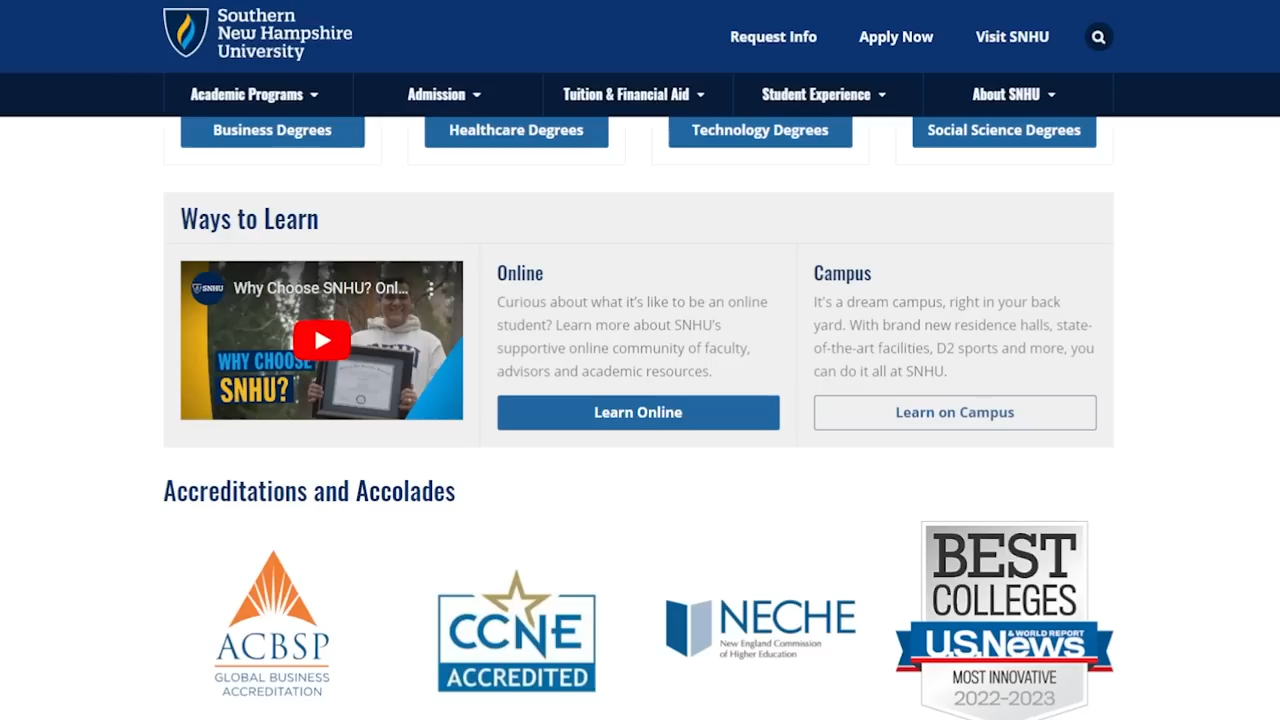 Southern
New Hampshire
University
Request Info
Apply Now
Visit SNHU
Academic Programs
Admission
Tuition & Financial Aid
Student Experience
About SNHU
Business Degrees
Healthcare Degrees
Technology Degrees
Social Science Degrees
Ways to Learn
SNHU
Why Choose SNHU? Onl...
WHY CHOOSE
SNHU?
Online
Curious about what it's like to be an online
student? Learn more about SNHU's
supportive online community of faculty,
advisors and academic resources.
Learn Online
Campus
It's a dream campus, right in your back
yard. With brand new residence halls, state-
of-the-art facilities, D2 sports and more, you
can do it all at SNHU.
Learn on Campus
Accreditations and Accolades
ACBSP
GLOBAL BUSINESS
ACCREDITATION
CCNE
ACCREDITED
NECHE
New England Commission
of Higher Education
BEST
COLLEGES
U.S. News & WORLD REPORT
MOST INNOVATIVE
2022-2023